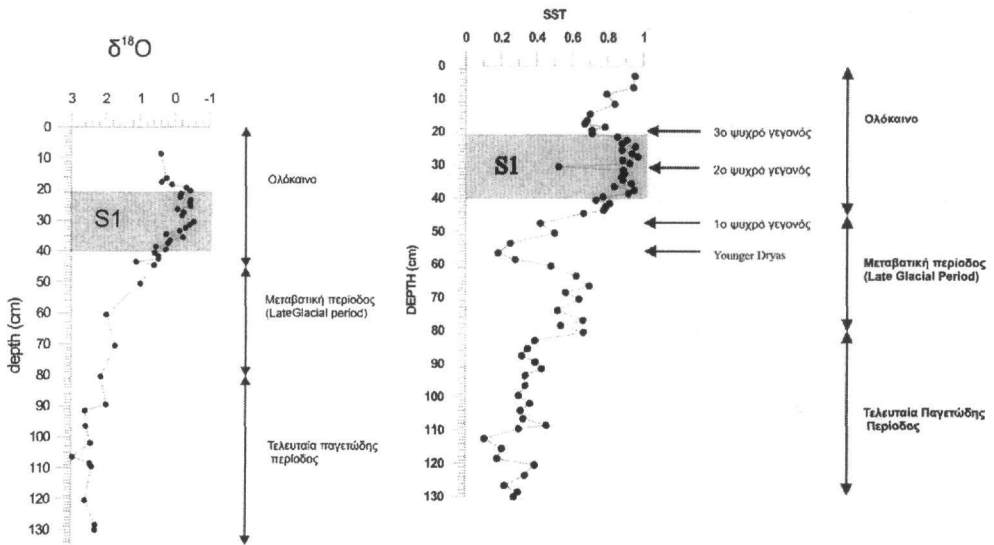 δ¹⁸O
3 2 1 0 -1
0
10
20
30
40
50
60
70
80
90
100
110
120
130
depth (cm)
S1
Ολόκαινο
Μεταβατική περίοδος
(LateGlacial period)
Τελευταία παγετώδης
περίοδος
SST
0 0.2 0.4 0.6 0.8 1
0
10
20
30
40
50
60
70
80
90
100
110
120
130
DEPTH (cm)
S1
3ο ψυχρό γεγονός
2ο ψυχρό γεγονός
1ο ψυχρό γεγονός
Younger Dryas
Ολόκαινο
Μεταβατική περίοδος
(Late Glacial Period)
Τελευταία Παγετώδης
Περίοδος